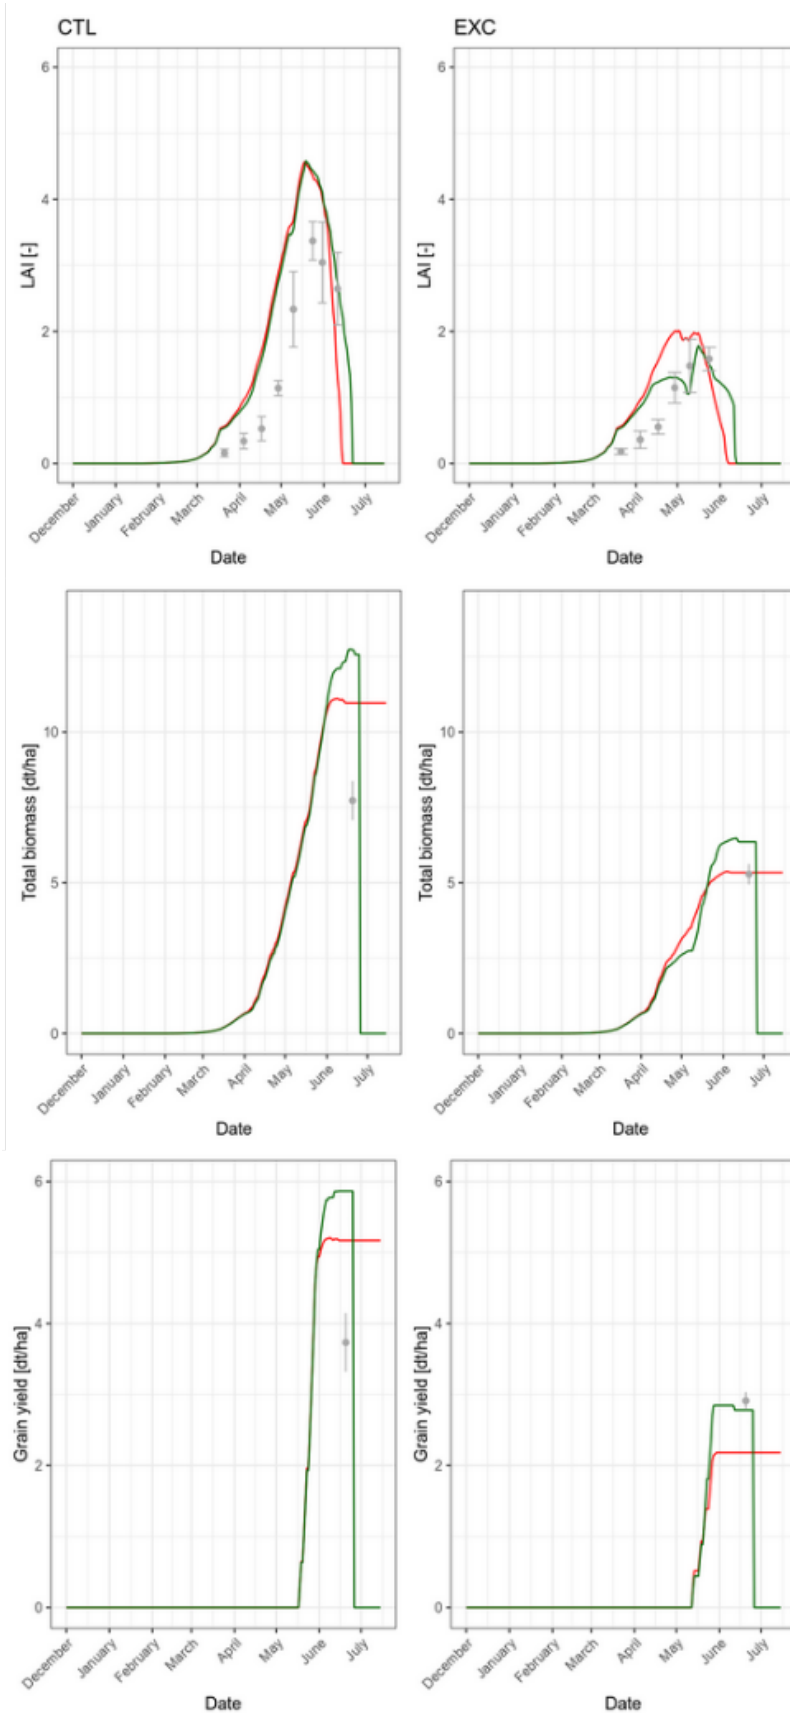 CTL
EXC
LAI [-]
6
4
2
0
December
January
February
March
April
May
June
July
Date
LAI [-]
6
4
2
0
December
January
February
March
April
May
June
July
Date
Total biomass [dt/ha]
10
5
0
December
January
February
March
April
May
June
July
Date
Total biomass [dt/ha]
10
5
0
December
January
February
March
April
May
June
July
Date
Grain yield [dt/ha]
6
4
2
0
December
January
February
March
April
May
June
July
Date
Grain yield [dt/ha]
6
4
2
0
December
January
February
March
April
May
June
July
Date